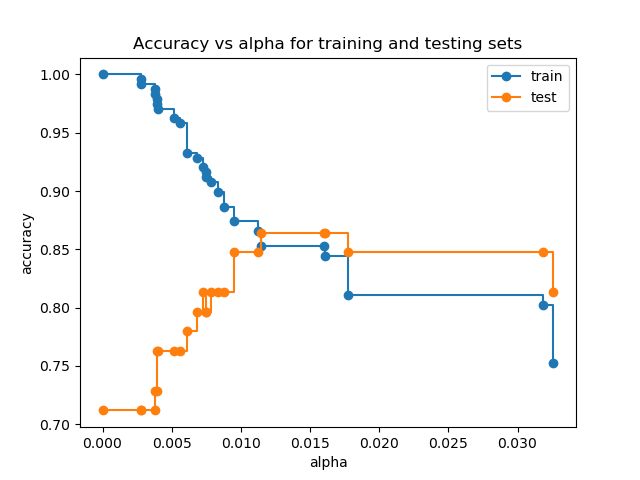 Accuracy vs alpha for training and testing sets
train
test
1.00
0.95
0.90
0.85
0.80
0.75
0.70
accuracy
0.000 0.005 0.010 0.015 0.020 0.025 0.030
alpha